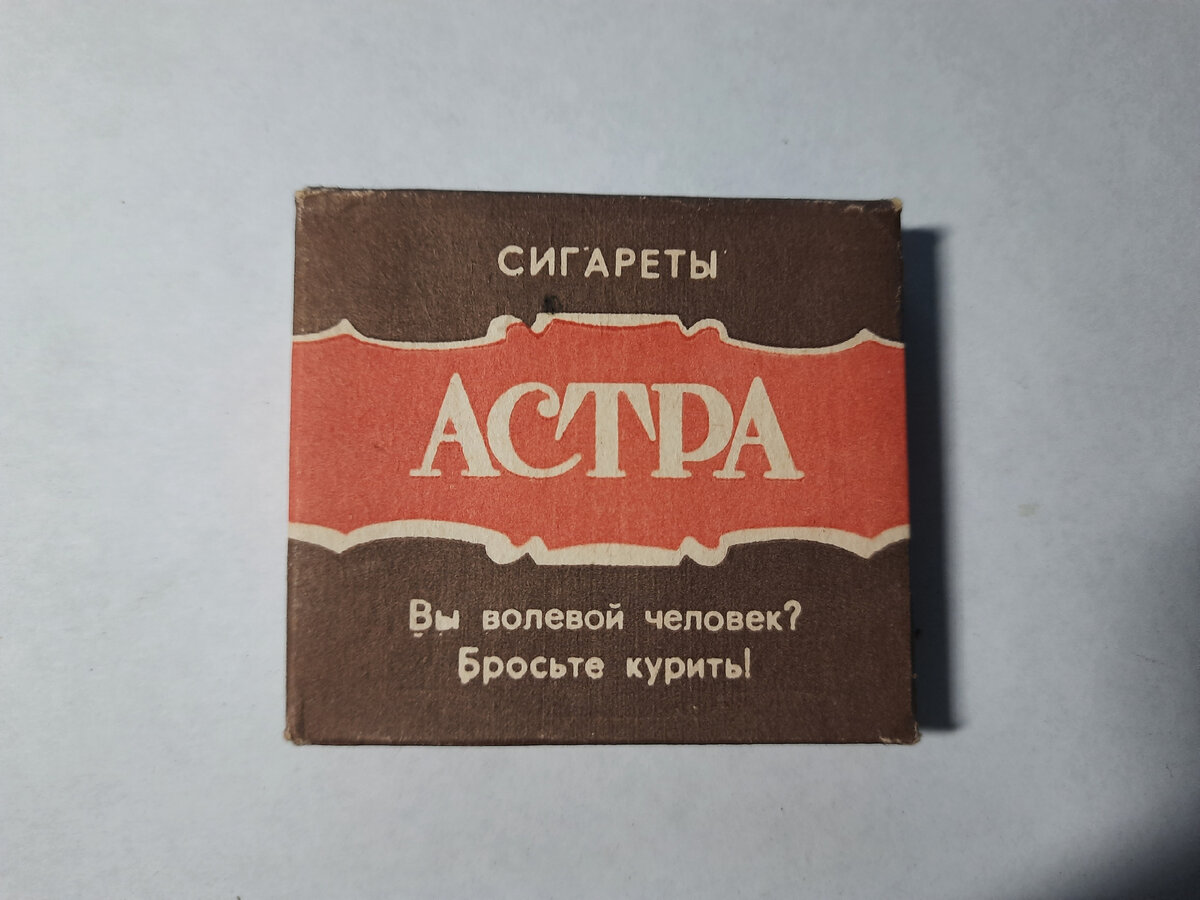 СИГАРЕТЫ
АСТРА
Вы волевой человек?
Бросьте курить!